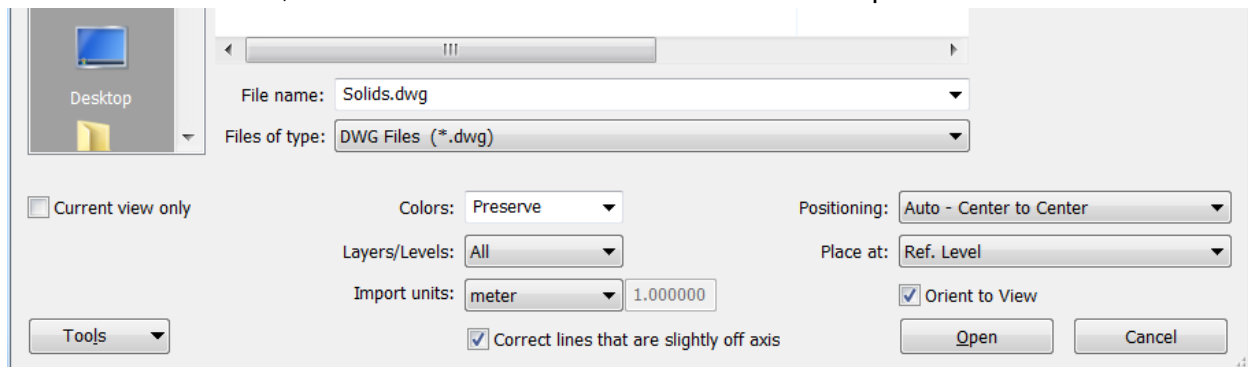 Desktop
File name: Solids.dwg
Files of type: DWG Files (*.dwg)
Current view only
Colors: Preserve
Positioning: Auto - Center to Center
Layers/Levels: All
Place at: Ref. Level
Import units: meter 1.000000
Orient to View
Tools
Correct lines that are slightly off axis
Open
Cancel